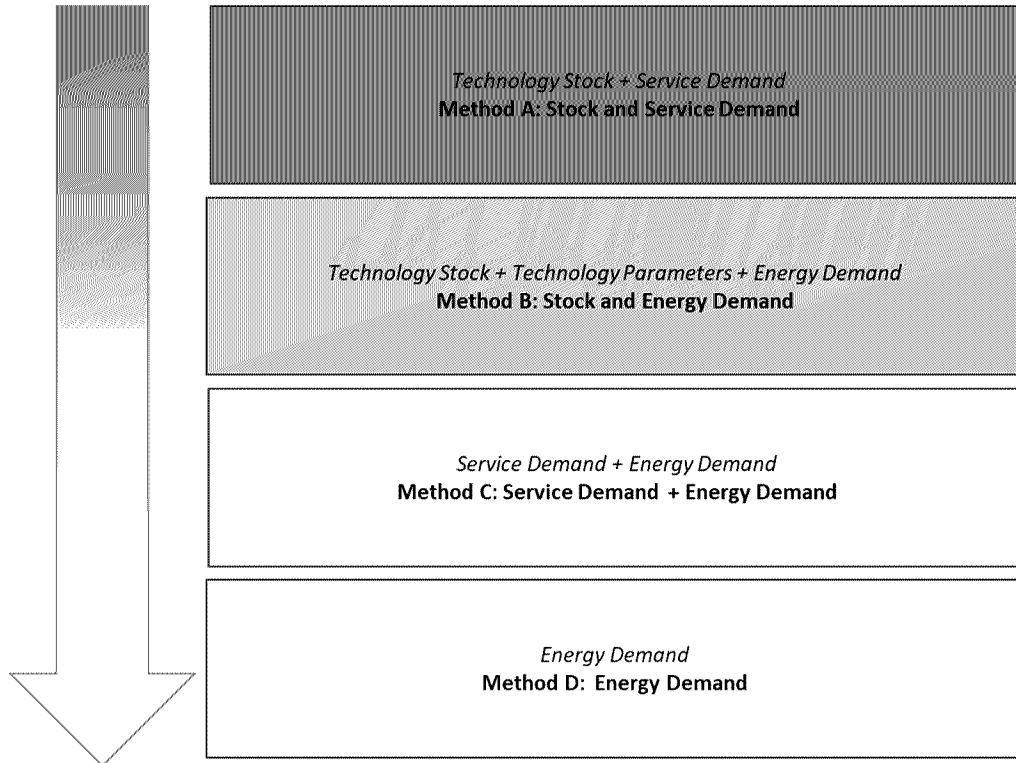 Technology Stock + Service Demand
Method A: Stock and Service Demand
Technology Stock + Technology Parameters + Energy Demand
Method B: Stock and Energy Demand
Service Demand + Energy Demand
Method C: Service Demand + Energy Demand
Energy Demand
Method D: Energy Demand